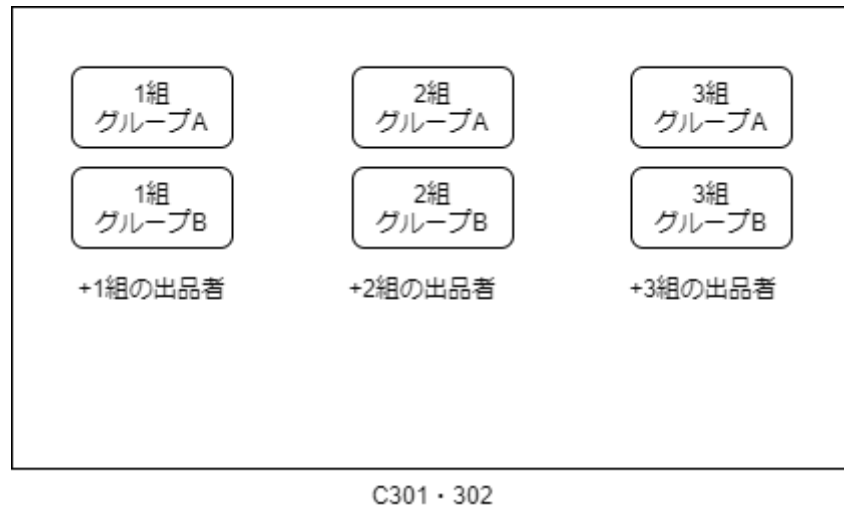 1組
グループA
2組
グループA
3組
グループA
1組
グループB
2組
グループB
3組
グループB
+1組の出品者
+2組の出品者
+3組の出品者
C301・302